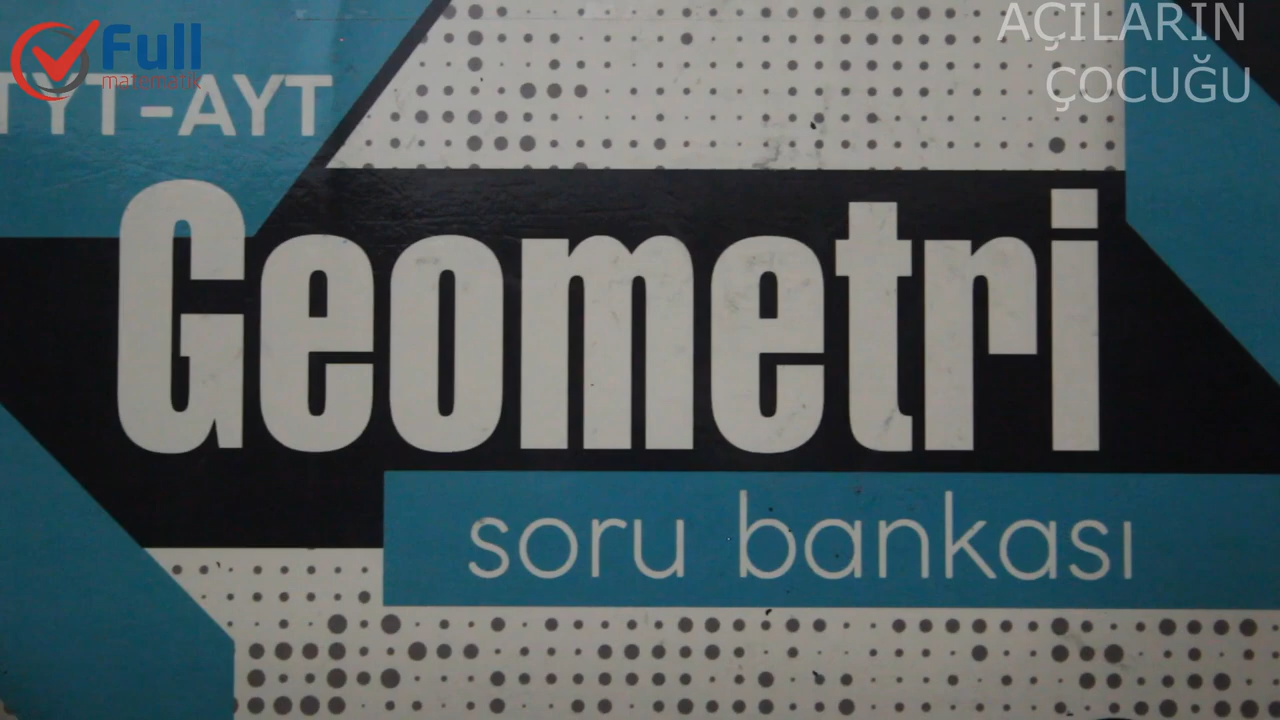 Full
matematik
TYT-AYT
AÇILARIN
ÇOCUĞU
Geometri
soru bankası